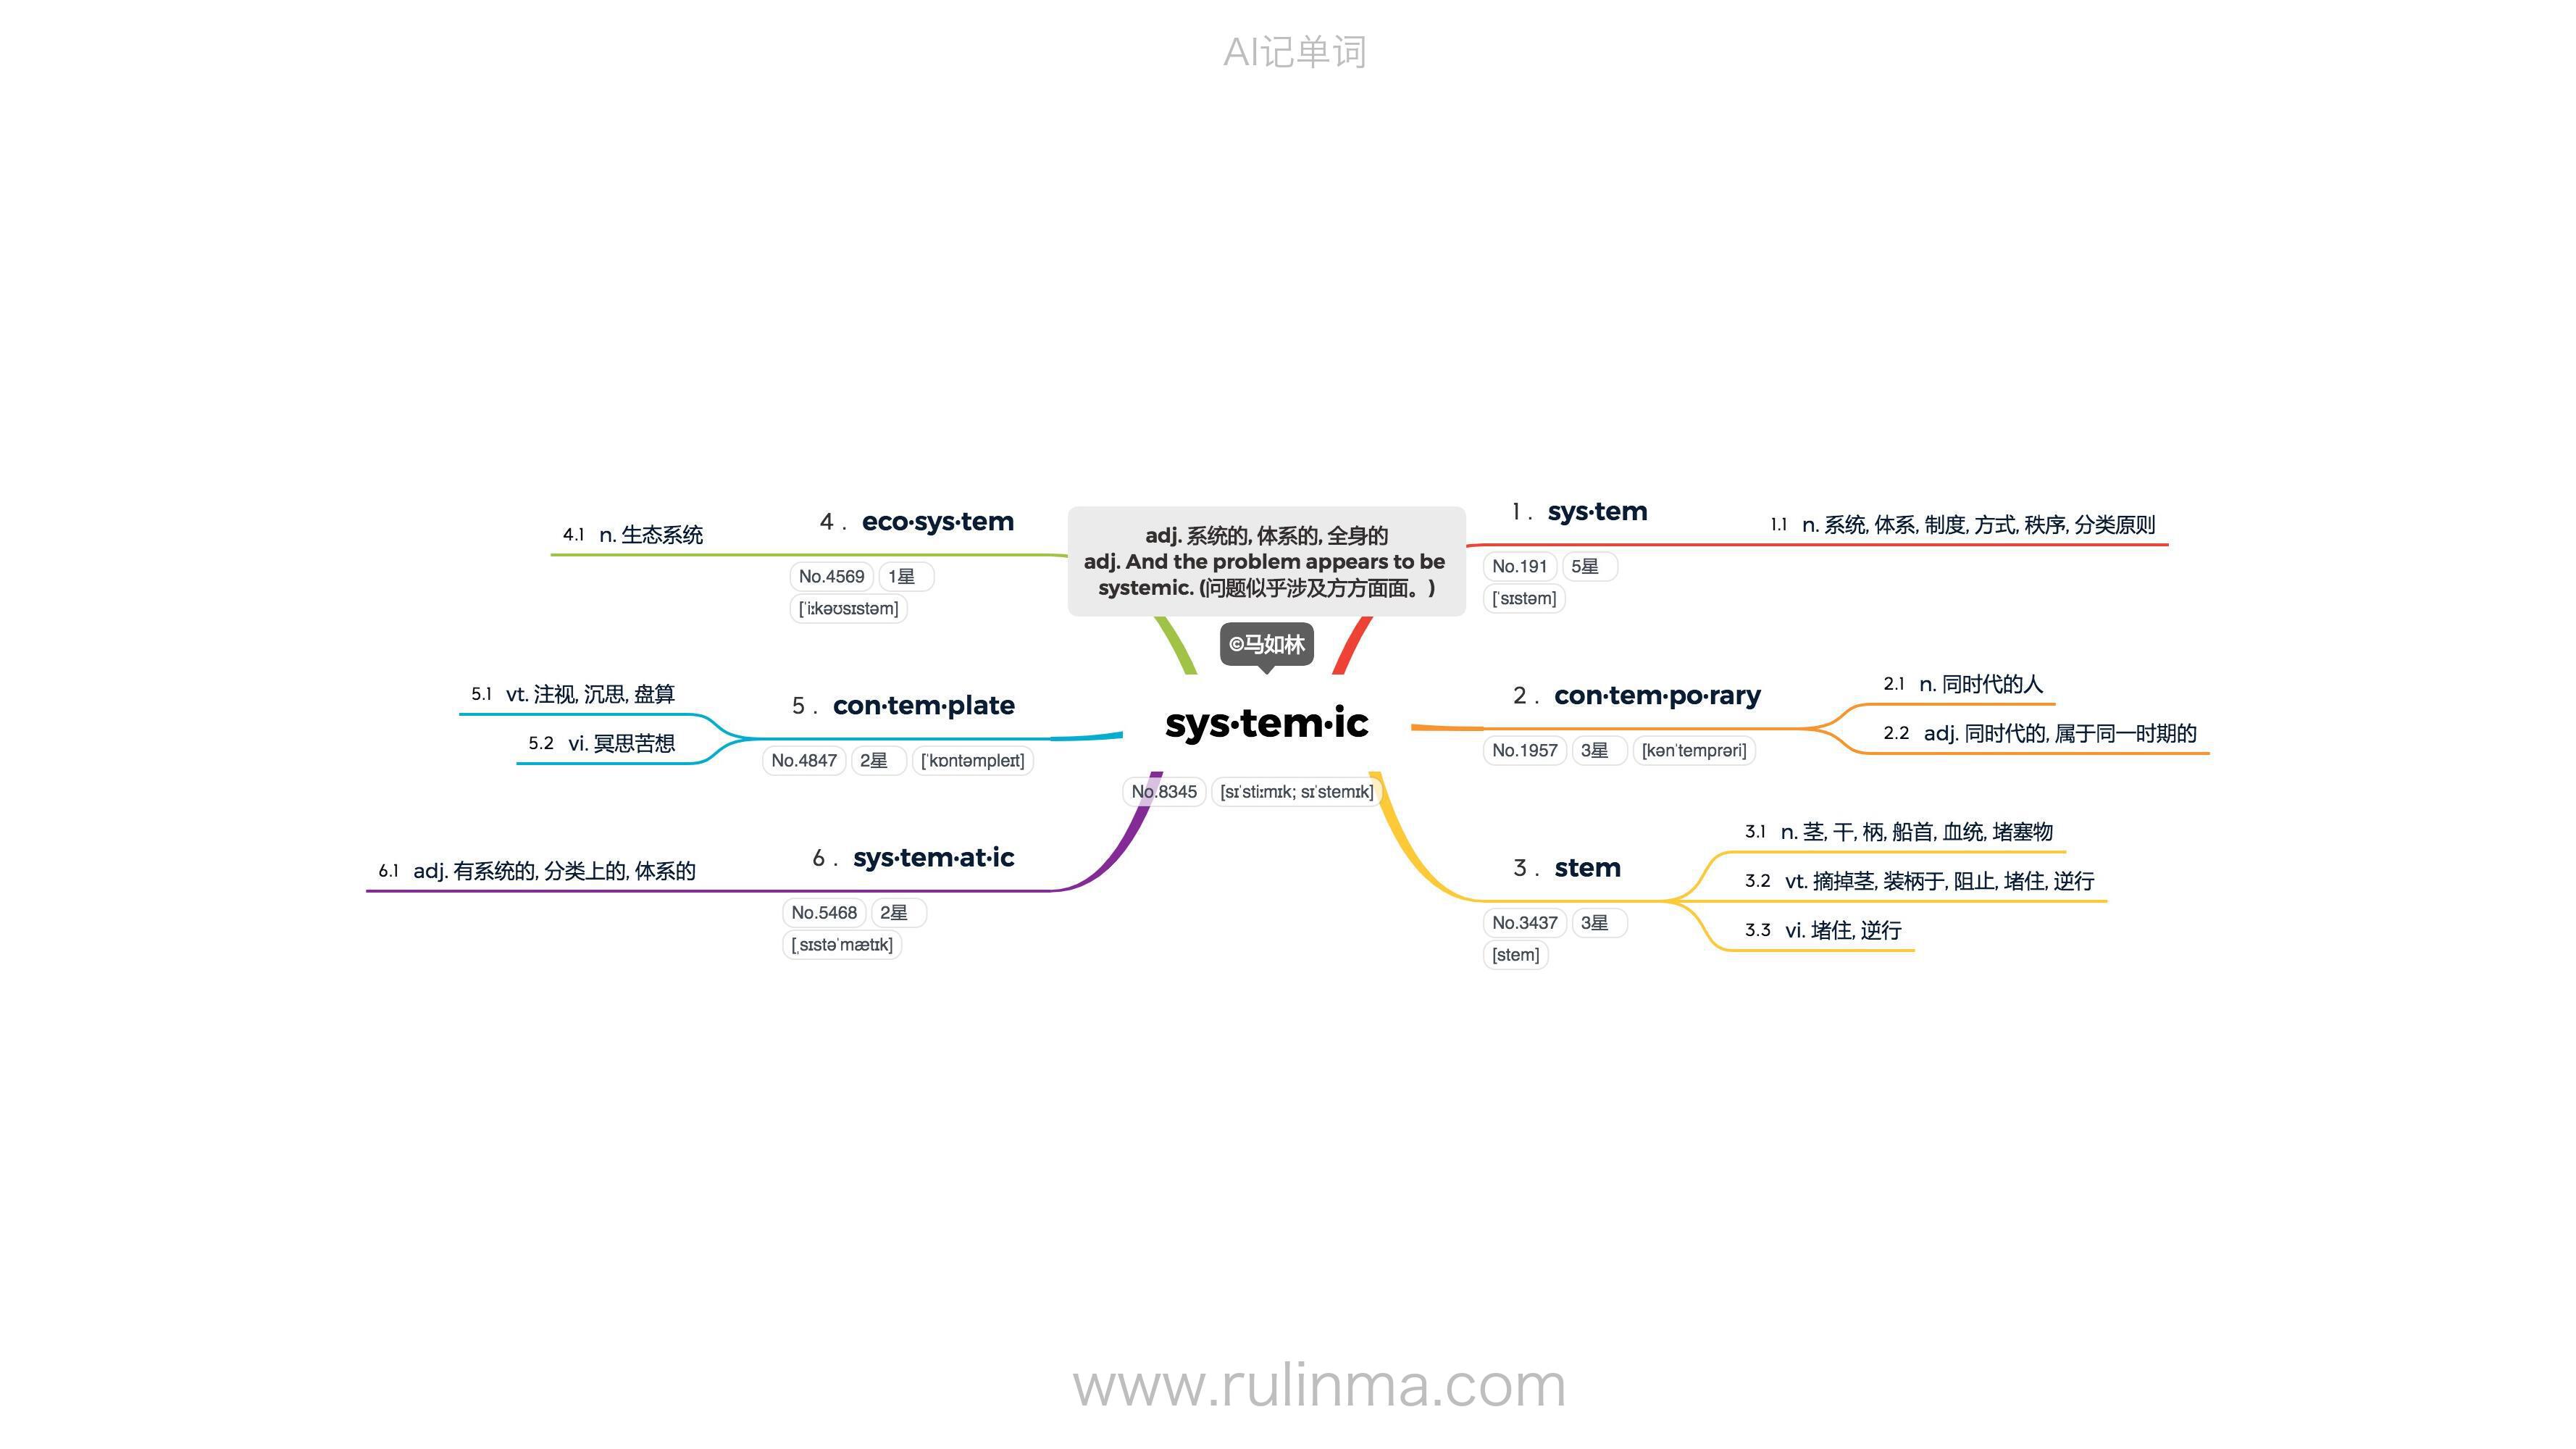 AI记单词
adj. 系统的, 体系的, 全身的
adj. And the problem appears to be
systemic. (问题似乎涉及方方面面。)
©马如林
sys·tem·ic
No.8345 [sɪˈstiːmɪk; sɪˈstemɪk]
1 . sys·tem
No.191 5星
[ˈsɪstəm]
1.1 n. 系统, 体系, 制度, 方式, 秩序, 分类原则
2 . con·tem·po·rary
No.1957 3星 [kənˈtemprəri]
2.1 n. 同时代的人
2.2 adj. 同时代的, 属于同一时期的
3 . stem
No.3437 3星
[stem]
3.1 n. 茎, 干, 柄, 船首, 血统, 堵塞物
3.2 vt. 摘掉茎, 装柄于, 阻止, 堵住, 逆行
3.3 vi. 堵住, 逆行
4 . eco·sys·tem
No.4569 1星
[ˈiːkəʊsɪstəm]
4.1 n. 生态系统
5 . con·tem·plate
No.4847 2星 [ˈkɒntəmpleɪt]
5.1 vt. 注视, 沉思, 盘算
5.2 vi. 冥思苦想
6 . sys·tem·at·ic
No.5468 2星
[ˌsɪstəˈmætɪk]
6.1 adj. 有系统的, 分类上的, 体系的
www.rulinma.com